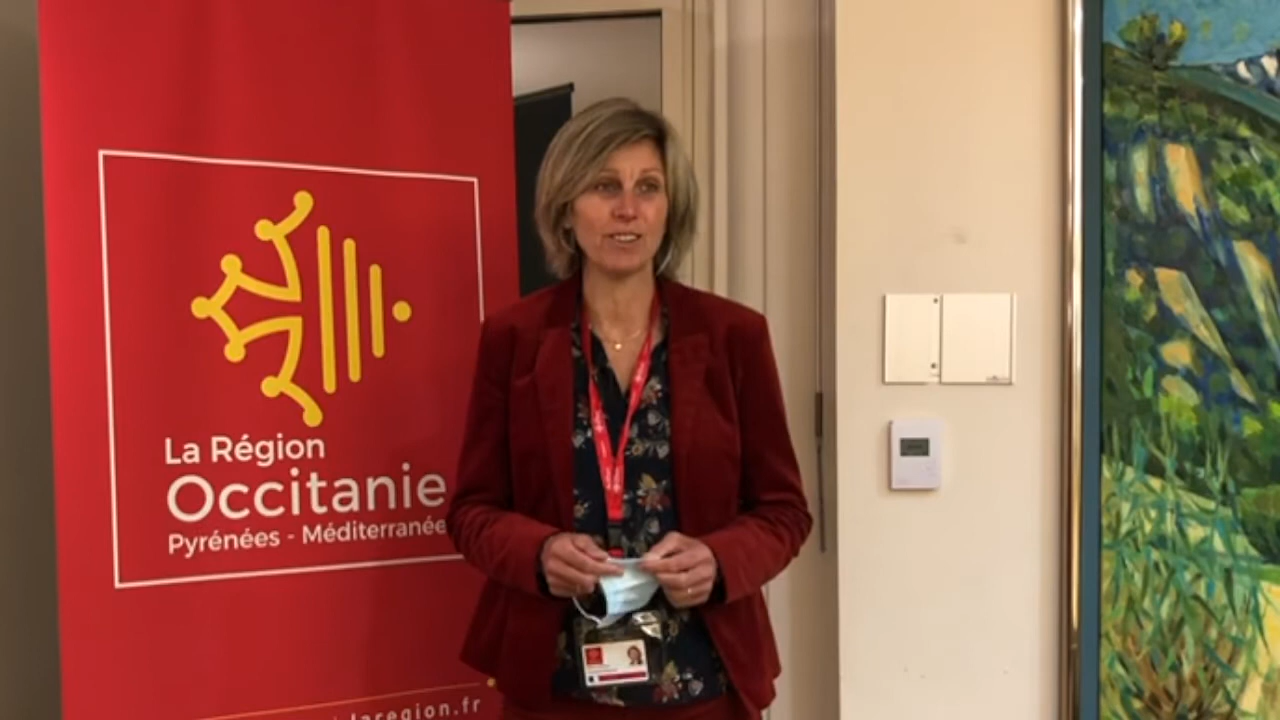 La Région
Occitanie
Pyrénées - Méditerranée
laregion.fr